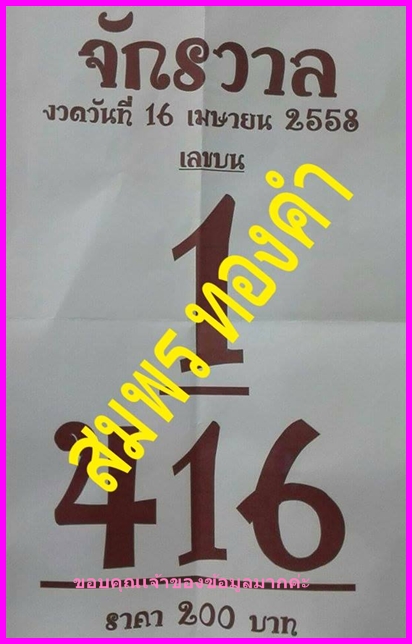 จักรวาล
งวดวันที่ 16 เมษายน 2558
เลขบน
1
สมพร ทองคำ
416
ขอบคุณเจ้าของข้อมูลมากค่ะ
ราคา 200 บาท